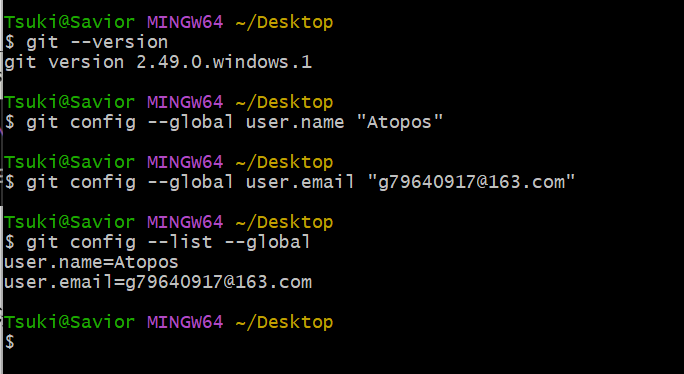 Tsuki@Savior MINGW64 ~/Desktop
$ git --version
git version 2.49.0.windows.1
Tsuki@Savior MINGW64 ~/Desktop
$ git config --global user.name "Atopos"
Tsuki@Savior MINGW64 ~/Desktop
$ git config --global user.email "g79640917@163.com"
Tsuki@Savior MINGW64 ~/Desktop
$ git config --list --global
user.name=Atopos
user.email=g79640917@163.com
Tsuki@Savior MINGW64 ~/Desktop
$